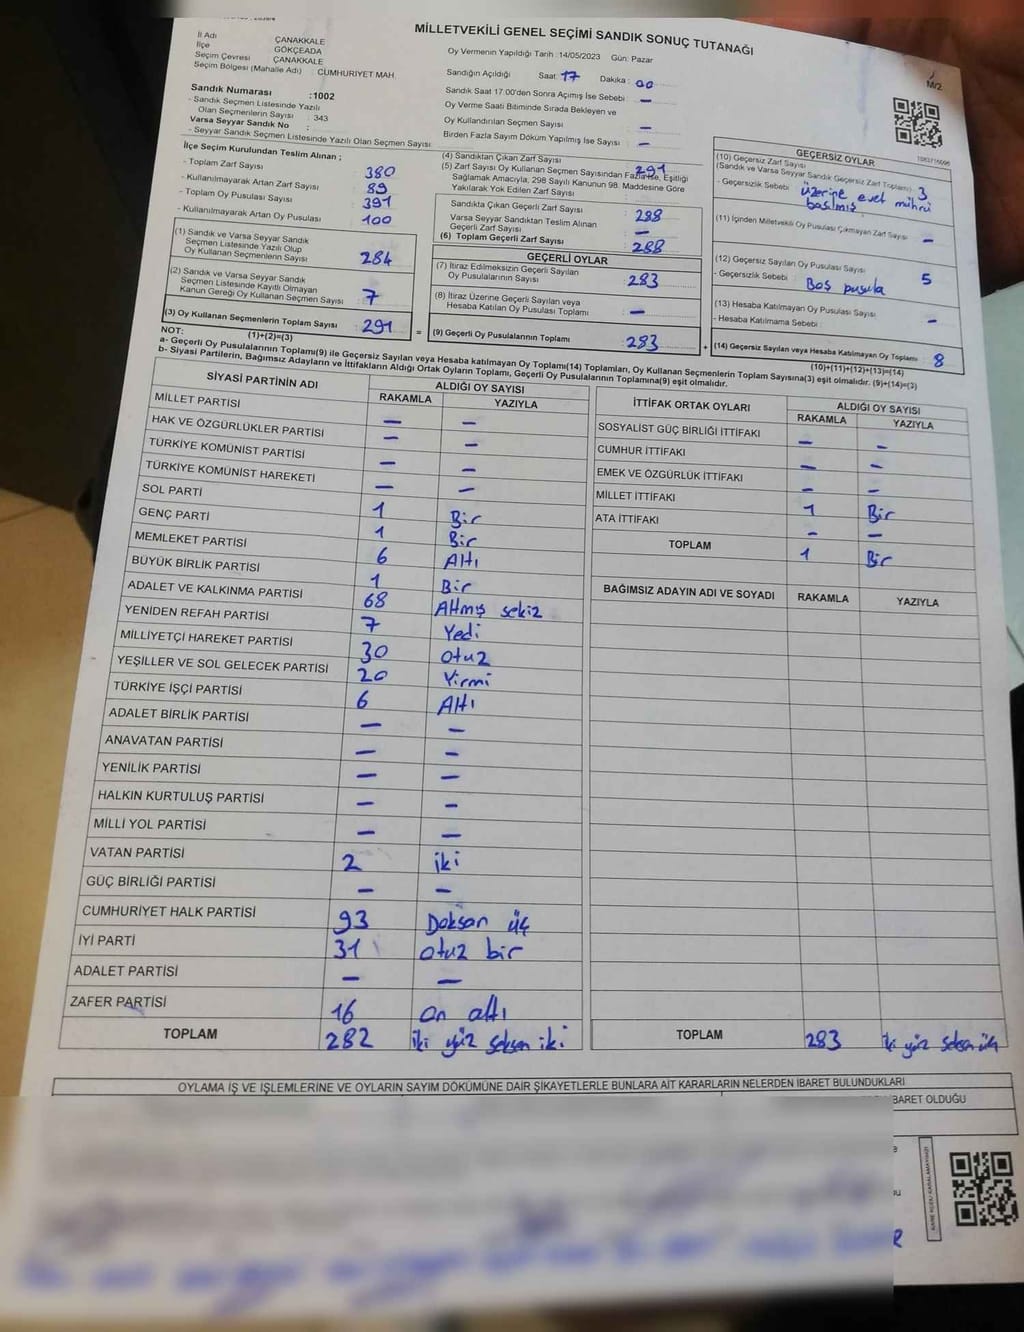 MİLLETVEKİLİ GENEL SEÇİMİ SANDIK SONUÇ TUTANAĞI
İl Adı ÇANAKKALE
İlçe GÖKÇEADA
Seçim Çevresi ÇANAKKALE
Seçim Bölgesi (Mahalle Adı) : CUMHURİYET MAH.
Oy Vermenin Yapıldığı Tarih :14/05/2023 Gün: Pazar
Sandığın Açıldığı Saat: 17 Dakika : 00
Sandık Saat 17.00'den Sonra Açımış İse Sebebi : —
Oy Verme Saati Bitiminde Sırada Bekleyen ve
Oy Kullandırılan Seçmen Sayısı : —
Birden Fazla Sayım Döküm Yapılmış İse Sayısı : —
M/2
Sandık Numarası :1002
- Sandık Seçmen Listesinde Yazılı
Olan Seçmenlerin Sayısı : 343
Varsa Seyyar Sandık No :
- Seyyar Sandık Seçmen Listesinde Yazılı Olan Seçmen Sayısı
İlçe Seçim Kurulundan Teslim Alınan ;
- Toplam Zarf Sayısı : 380
- Kullanılmayarak Artan Zarf Sayısı : 89
- Toplam Oy Pusulası Sayısı : 391
- Kullanılmayarak Artan Oy Pusulası : 100
(1) Sandık ve Varsa Seyyar Sandık
Seçmen Listesinde Yazılı Olup
Oy Kullanan Seçmenlerin Sayısı : 284
(2) Sandık ve Varsa Seyyar Sandık
Seçmen Listesinde Kayıtlı Olmayan
Kanun Gereği Oy Kullanan Seçmen Sayısı : 7
(3) Oy Kullanan Seçmenlerin Toplam Sayısı : 291
(1)+(2)=(3)
(4) Sandıktan Çıkan Zarf Sayısı : 291
(5) Zarf Sayısı Oy Kullanan Seçmen Sayısından Fazla İse, Eşitliği
Sağlamak Amacıyla, 298 Sayılı Kanunun 98. Maddesine Göre
Yakılarak Yok Edilen Zarf Sayısı :
Sandıkta Çıkan Geçerli Zarf Sayısı : 288
Varsa Seyyar Sandıktan Teslim Alınan
Geçerli Zarf Sayısı : —
(6) Toplam Geçerli Zarf Sayısı : 288
GEÇERLİ OYLAR
(7) İtiraz Edilmeksizin Geçerli Sayılan
Oy Pusulalarının Sayısı : 283
(8) İtiraz Üzerine Geçerli Sayılan veya
Hesaba Katılan Oy Pusulası Toplamı : —
= (9) Geçerli Oy Pusulalarının Toplamı : 283
GEÇERSİZ OYLAR
(10) Geçersiz Zarf Sayısı
(Sandık ve Varsa Seyyar Sandık Geçersiz Zarf Toplamı) : 3
- Geçersizlik Sebebi : üzerine evet mührü
basılmış
(11) İçinden Milletvekili Oy Pusulası Çıkmayan Zarf Sayısı : —
(12) Geçersiz Sayılan Oy Pusulası Sayısı : 5
- Geçersizlik Sebebi : Boş pusula
(13) Hesaba Katılmayan Oy Pusulası Sayısı : —
- Hesaba Katılmama Sebebi :
+ (14) Geçersiz Sayılan veya Hesaba Katılmayan Oy Toplamı : 8
(10)+(11)+(12)+(13)=(14)
NOT:
a- Geçerli Oy Pusulalarının Toplamı(9) ile Geçersiz Sayılan veya Hesaba katılmayan Oy Toplamı(14) Toplamları, Oy Kullanan Seçmenlerin Toplam Sayısına(3) eşit olmalıdır. (9)+(14)=(3)
b- Siyasi Partilerin, Bağımsız Adayların ve İttifakların Aldığı Ortak Oyların Toplamı, Geçerli Oy Pusulalarının Toplamına(9) eşit olmalıdır.
SİYASİ PARTİNİN ADI ALDIĞI OY SAYISI
RAKAMLA YAZIYLA
MİLLET PARTİSİ — —
HAK VE ÖZGÜRLÜKLER PARTİSİ — —
TÜRKİYE KOMÜNİST PARTİSİ — —
TÜRKİYE KOMÜNİST HAREKETİ — —
SOL PARTİ 1 Bir
GENÇ PARTİ 1 Bir
MEMLEKET PARTİSİ 6 Altı
BÜYÜK BİRLİK PARTİSİ 1 Bir
ADALET VE KALKINMA PARTİSİ 68 Altmış sekiz
YENİDEN REFAH PARTİSİ 7 Yedi
MİLLİYETÇİ HAREKET PARTİSİ 30 otuz
YEŞİLLER VE SOL GELECEK PARTİSİ 20 Yirmi
TÜRKİYE İŞÇİ PARTİSİ 6 Altı
ADALET BİRLİK PARTİSİ — —
ANAVATAN PARTİSİ — —
YENİLİK PARTİSİ — —
HALKIN KURTULUŞ PARTİSİ — —
MİLLİ YOL PARTİSİ — —
VATAN PARTİSİ 2 iki
GÜÇ BİRLİĞİ PARTİSİ — —
CUMHURİYET HALK PARTİSİ 93 Doksan üç
İYİ PARTİ 31 otuz bir
ADALET PARTİSİ — —
ZAFER PARTİSİ 16 on altı
TOPLAM 282 iki yüz seksen iki
İTTİFAK ORTAK OYLARI ALDIĞI OY SAYISI
RAKAMLA YAZIYLA
SOSYALİST GÜÇ BİRLİĞİ İTTİFAKI — —
CUMHUR İTTİFAKI — —
EMEK VE ÖZGÜRLÜK İTTİFAKI — —
MİLLET İTTİFAKI 1 Bir
ATA İTTİFAKI — —
TOPLAM 1 Bir
BAĞIMSIZ ADAYIN ADI VE SOYADI RAKAMLA YAZIYLA
TOPLAM 283 iki yüz seksen üç
OYLAMA İŞ VE İŞLEMLERİNE VE OYLARIN SAYIM DÖKÜMÜNE DAİR ŞİKAYETLERLE BUNLARA AİT KARARLARIN NELERDEN İBARET BULUNDUKLARI
BARET OLDUĞU